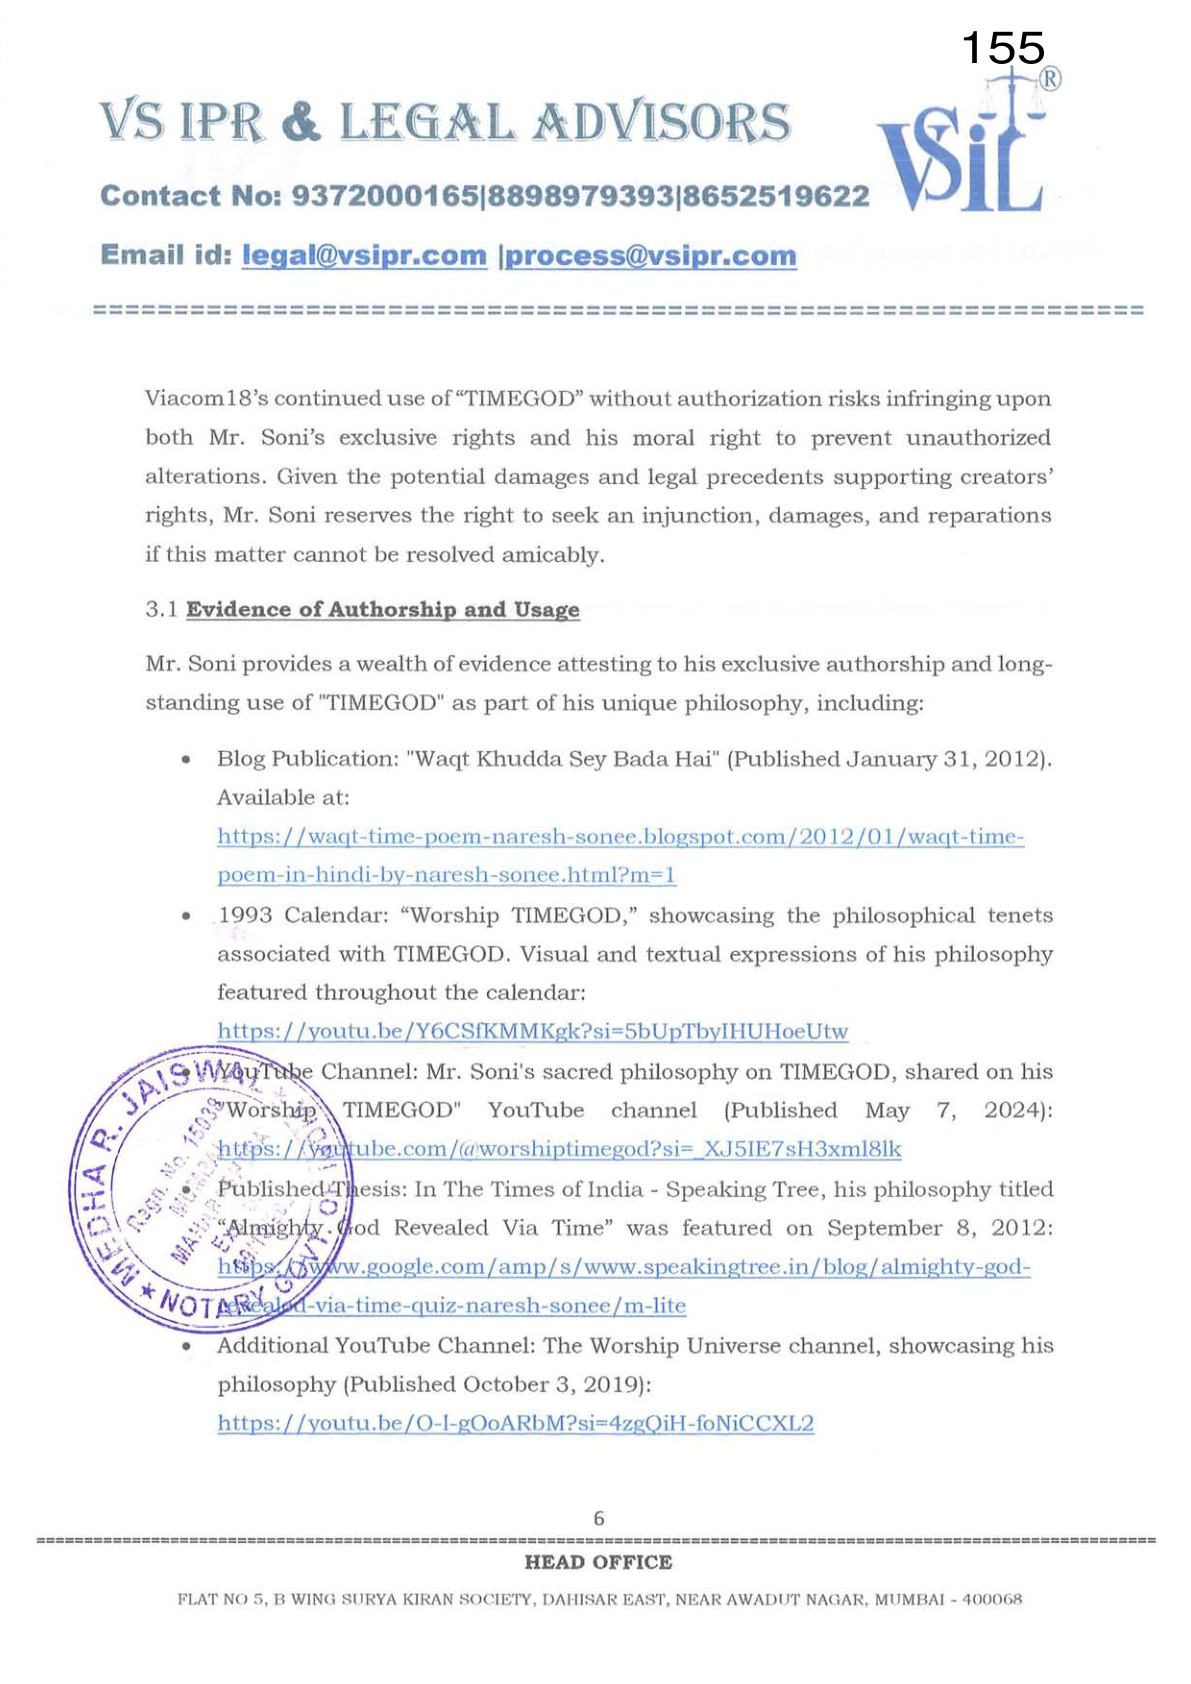 155
VS IPR & LEGAL ADVISORS
VSiL ®
Contact No: 9372000165|8898979393|8652519622
Email id: legal@vsipr.com |process@vsipr.com
Viacom18’s continued use of “TIMEGOD” without authorization risks infringing upon
both Mr. Soni’s exclusive rights and his moral right to prevent unauthorized
alterations. Given the potential damages and legal precedents supporting creators’
rights, Mr. Soni reserves the right to seek an injunction, damages, and reparations
if this matter cannot be resolved amicably.
3.1 Evidence of Authorship and Usage
Mr. Soni provides a wealth of evidence attesting to his exclusive authorship and long-
standing use of "TIMEGOD" as part of his unique philosophy, including:
• Blog Publication: "Waqt Khudda Sey Bada Hai" (Published January 31, 2012).
Available at:
https://waqt-time-poem-naresh-sonee.blogspot.com/2012/01/waqt-time-
poem-in-hindi-by-naresh-sonee.html?m=1
• 1993 Calendar: “Worship TIMEGOD,” showcasing the philosophical tenets
associated with TIMEGOD. Visual and textual expressions of his philosophy
featured throughout the calendar:
https://youtu.be/Y6CSfKMMKgk?si=5bUpTbyIHUHoeUtw
• YouTube Channel: Mr. Soni's sacred philosophy on TIMEGOD, shared on his
"Worship TIMEGOD" YouTube channel (Published May 7, 2024):
https://youtube.com/@worshiptimegod?si=_XJ5IE7sH3xml8lk
• Published Thesis: In The Times of India - Speaking Tree, his philosophy titled
“Almighty God Revealed Via Time” was featured on September 8, 2012:
https://www.google.com/amp/s/www.speakingtree.in/blog/almighty-god-
revealed-via-time-quiz-naresh-sonee/m-lite
• Additional YouTube Channel: The Worship Universe channel, showcasing his
philosophy (Published October 3, 2019):
https://youtu.be/O-I-gOoARbM?si=4zgQiH-foNiCCXL2
MEDHA R. JAISWAL
NOTARY GOVT. OF
Regn. No. 15038
6
HEAD OFFICE
FLAT NO 5, B WING SURYA KIRAN SOCIETY, DAHISAR EAST, NEAR AWADUT NAGAR, MUMBAI - 400068